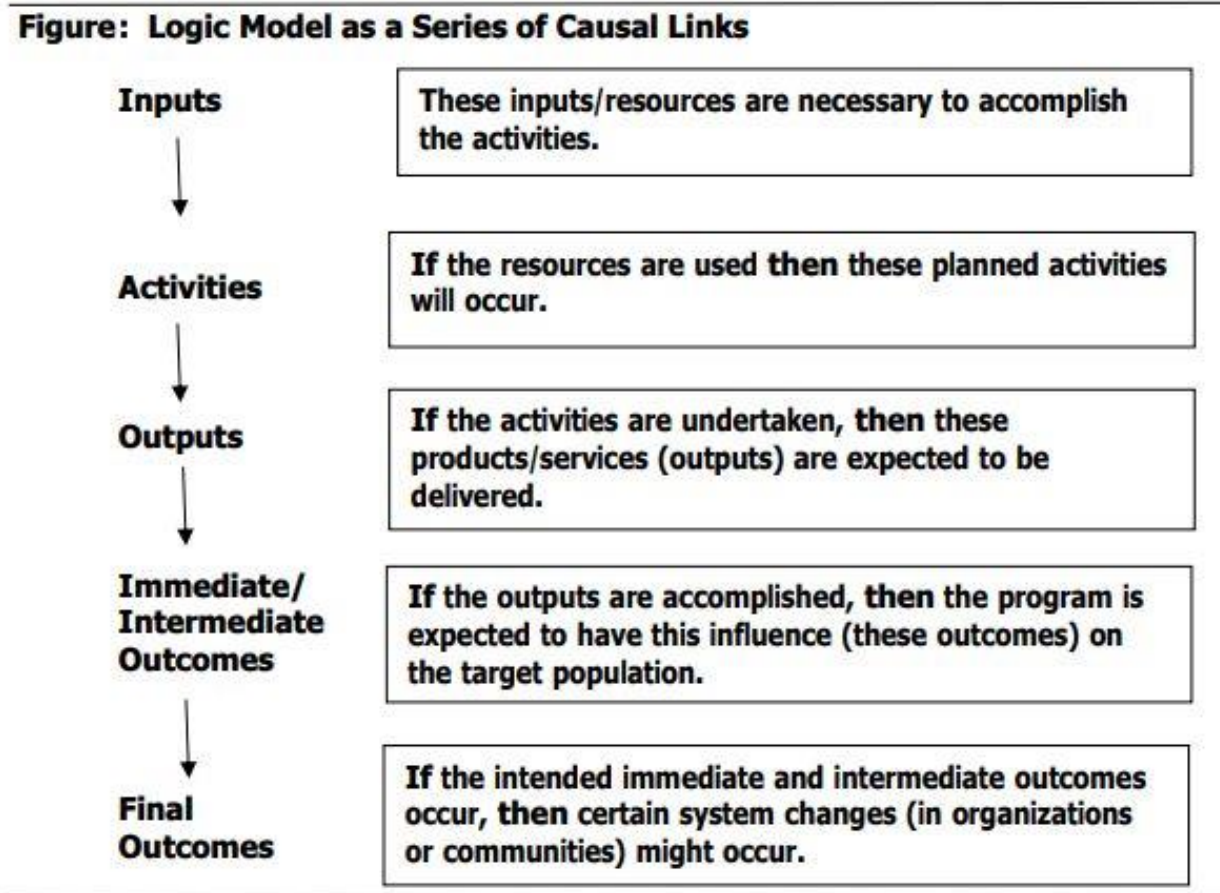 Figure: Logic Model as a Series of Causal Links
Inputs
These inputs/resources are necessary to accomplish
the activities.
Activities
If the resources are used then these planned activities
will occur.
Outputs
If the activities are undertaken, then these
products/services (outputs) are expected to be
delivered.
Immediate/
Intermediate
Outcomes
If the outputs are accomplished, then the program is
expected to have this influence (these outcomes) on
the target population.
Final
Outcomes
If the intended immediate and intermediate outcomes
occur, then certain system changes (in organizations
or communities) might occur.